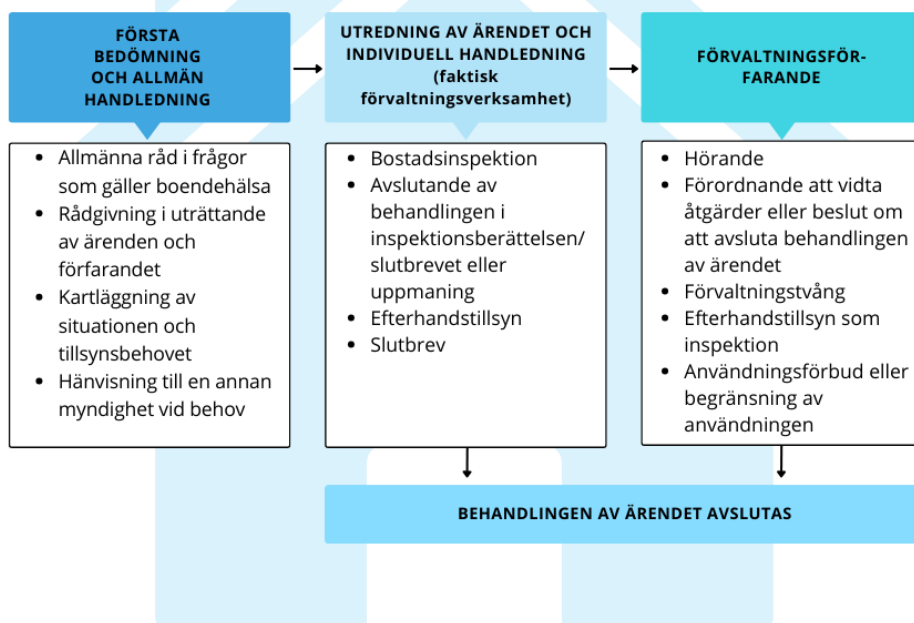 FÖRSTA
BEDÖMNING
OCH ALLMÄN
HANDLEDNING
UTREDNING AV ÄRENDET OCH
INDIVIDUELL HANDLEDNING
(faktisk
förvaltningsverksamhet)
FÖRVALTNINGSFÖR-
FARANDE
• Allmänna råd i frågor
som gäller boendehälsa
• Rådgivning i uträttande
av ärenden och
förfarandet
• Kartläggning av
situationen och
tillsynsbehovet
• Hänvisning till en annan
myndighet vid behov
• Bostadsinspektion
• Avslutande av
behandlingen i
inspektionsberättelsen/
slutbrevet eller
uppmaning
• Efterhandstillsyn
• Slutbrev
• Hörande
• Förordnande att vidta
åtgärder eller beslut om
att avsluta behandlingen
av ärendet
• Förvaltningstvång
• Efterhandstillsyn som
inspektion
• Användningsförbud eller
begränsning av
användningen
BEHANDLINGEN AV ÄRENDET AVSLUTAS